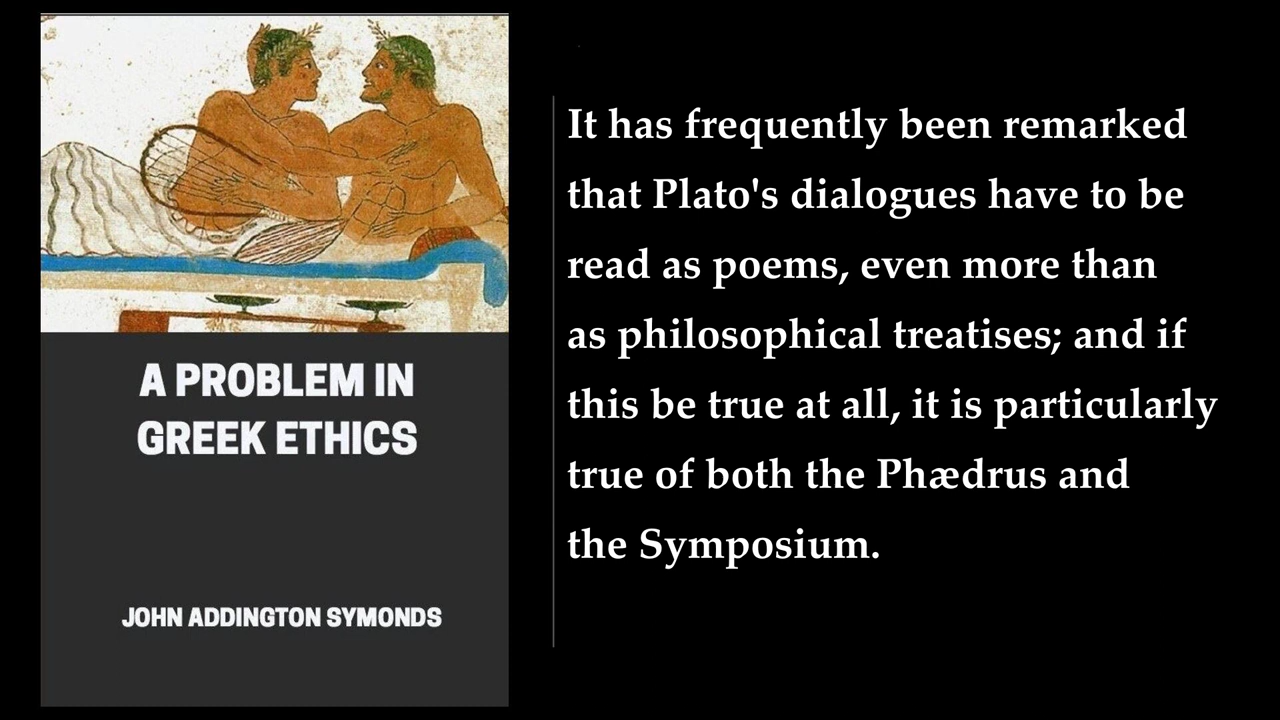 A PROBLEM IN
GREEK ETHICS
JOHN ADDINGTON SYMONDS
It has frequently been remarked
that Plato's dialogues have to be
read as poems, even more than
as philosophical treatises; and if
this be true at all, it is particularly
true of both the Phædrus and
the Symposium.